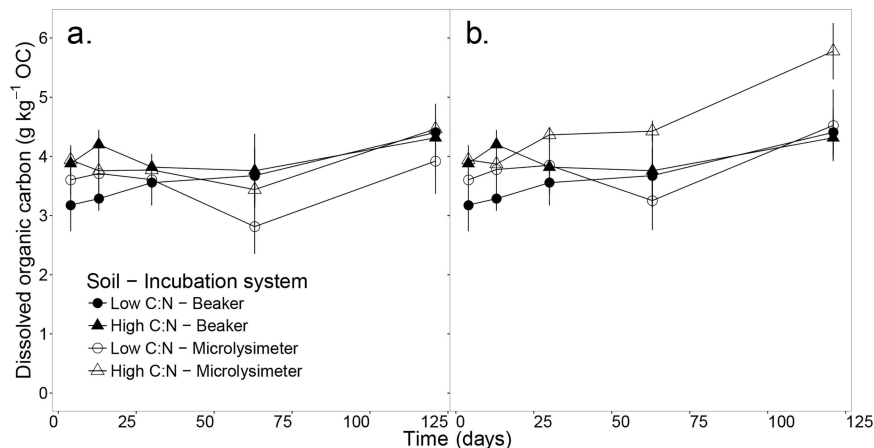 a.
b.
Dissolved organic carbon (g kg⁻¹ OC)
6
5
4
3
2
1
0
Soil − Incubation system
Low C:N − Beaker
High C:N − Beaker
Low C:N − Microlysimeter
High C:N − Microlysimeter
0 25 50 75 100 125 0 25 50 75 100 125
Time (days)